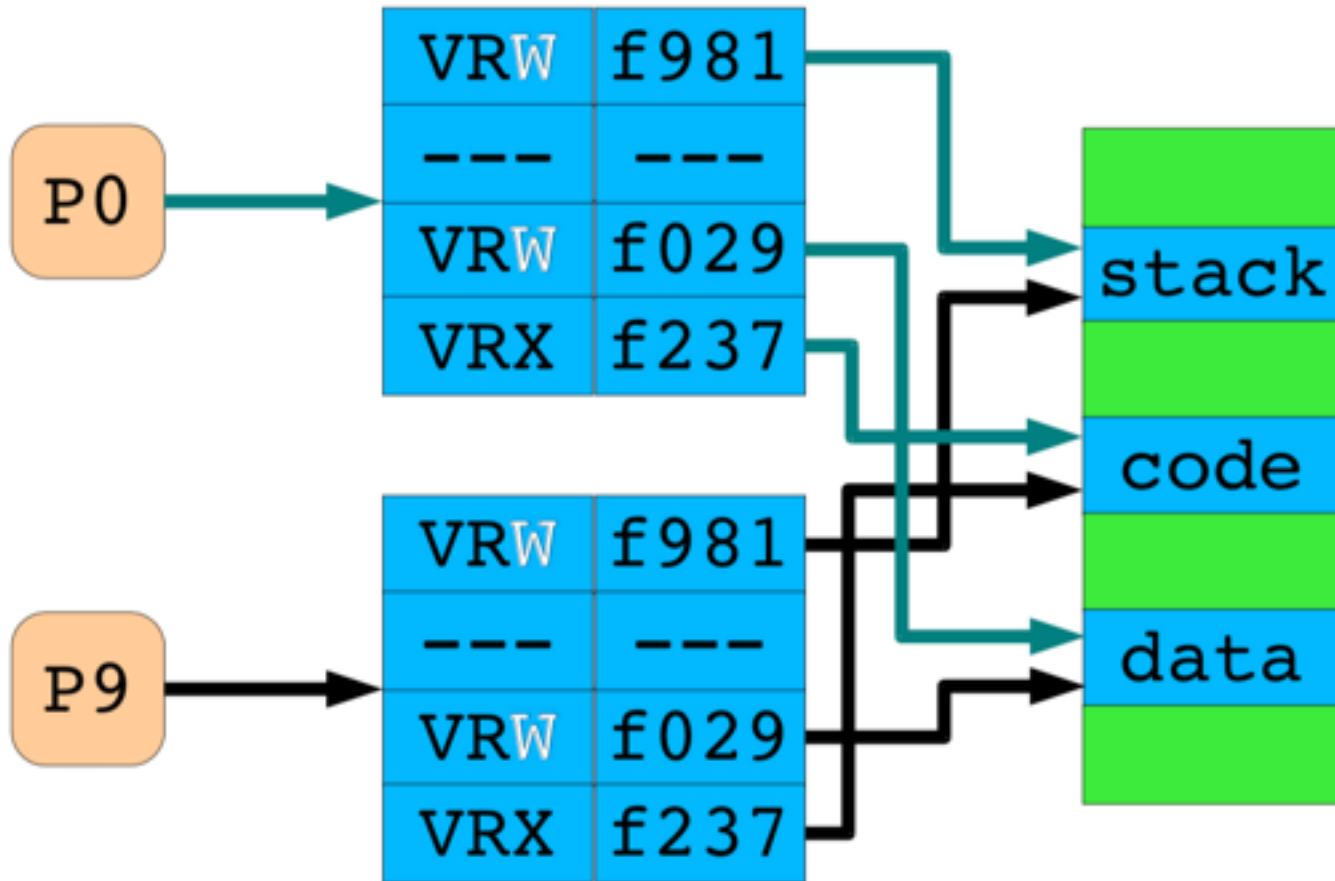 P0
VRW f981
--- ---
VRW f029
VRX f237
P9
VRW f981
--- ---
VRW f029
VRX f237
stack
code
data